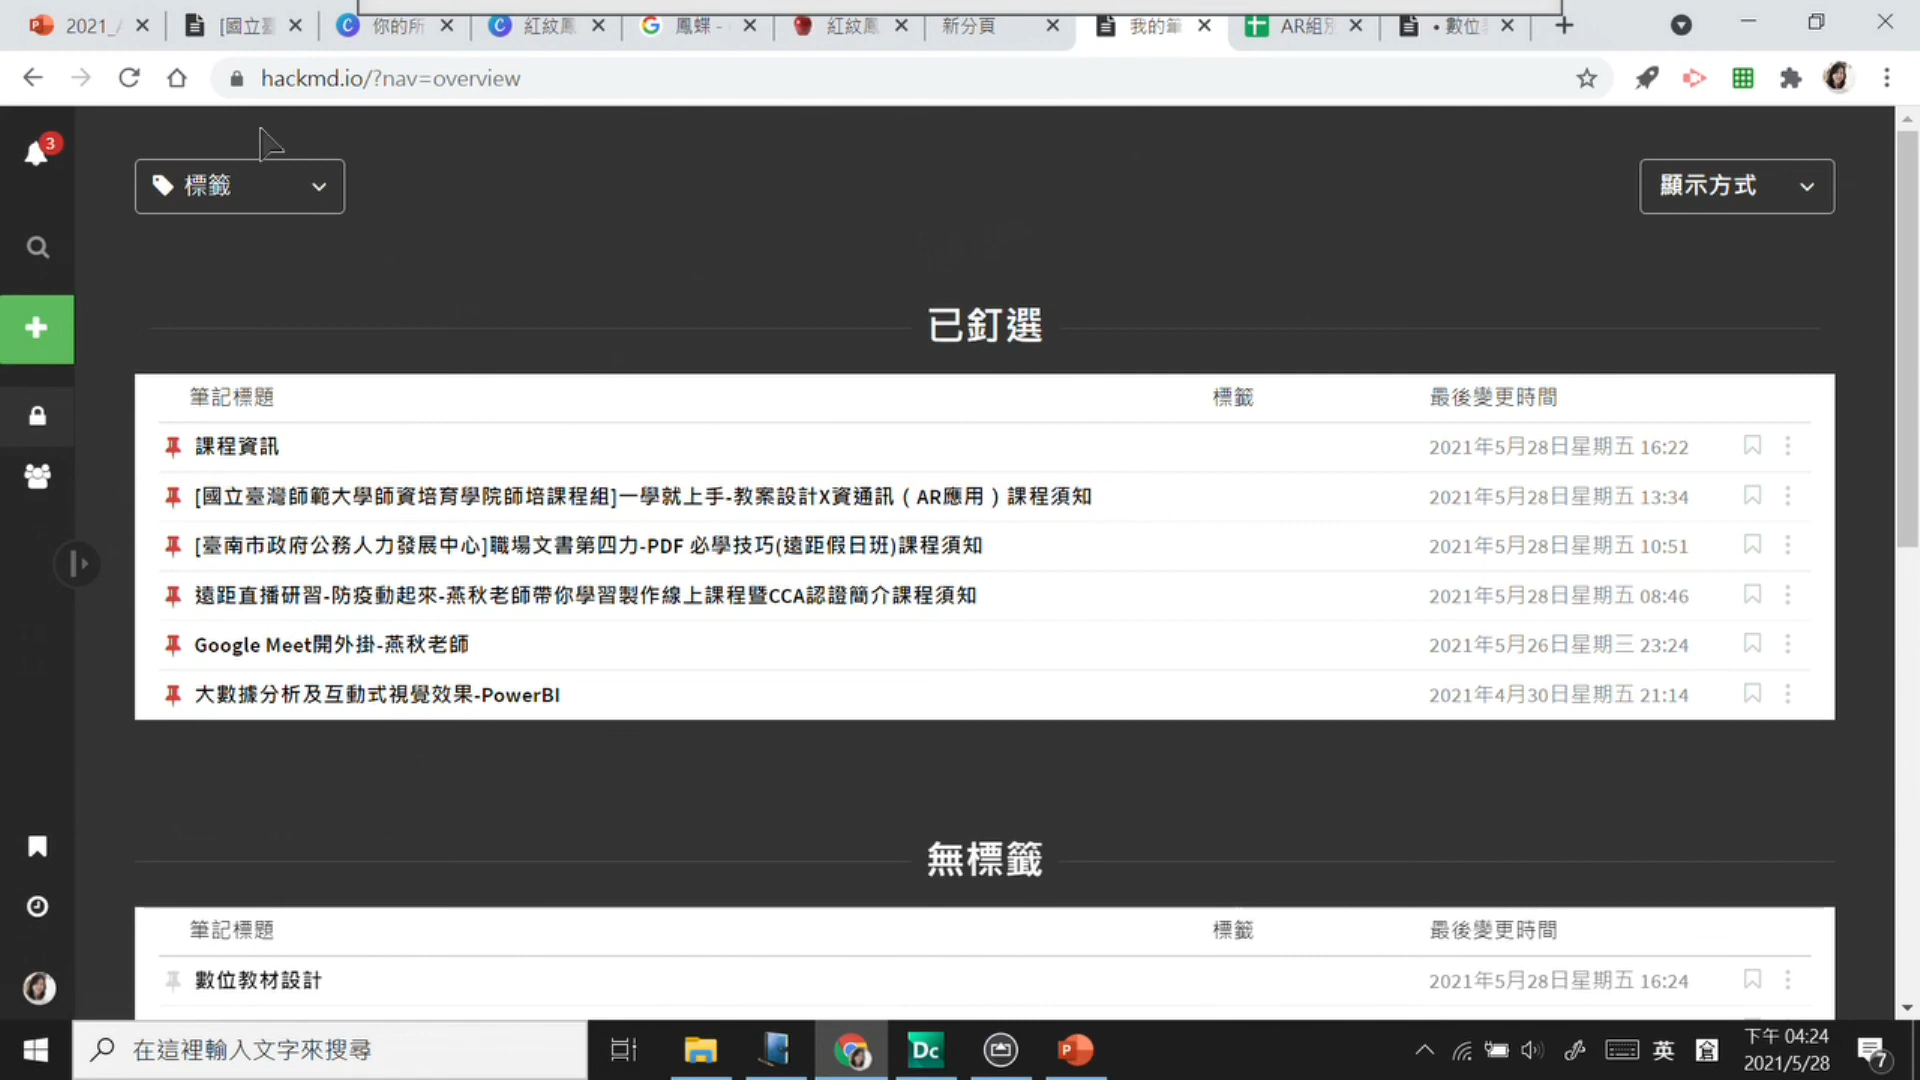 2021_
[國立臺
你的所
紅紋鳳
鳳蝶 -
紅紋鳳
新分頁
我的筆
AR組別
• 數位教
hackmd.io/?nav=overview
3
標籤
顯示方式
已釘選
筆記標題 標籤 最後變更時間
課程資訊 2021年5月28日星期五 16:22
[國立臺灣師範大學師資培育學院師培課程組]一學就上手-教案設計X資通訊（AR應用）課程須知 2021年5月28日星期五 13:34
[臺南市政府公務人力發展中心]職場文書第四力-PDF 必學技巧(遠距假日班)課程須知 2021年5月28日星期五 10:51
遠距直播研習-防疫動起來-燕秋老師帶你學習製作線上課程暨CCA認證簡介課程須知 2021年5月28日星期五 08:46
Google Meet開外掛-燕秋老師 2021年5月26日星期三 23:24
大數據分析及互動式視覺效果-PowerBI 2021年4月30日星期五 21:14
無標籤
筆記標題 標籤 最後變更時間
數位教材設計 2021年5月28日星期五 16:24
在這裡輸入文字來搜尋
Dc
英
倉
下午 04:24
2021/5/28
7